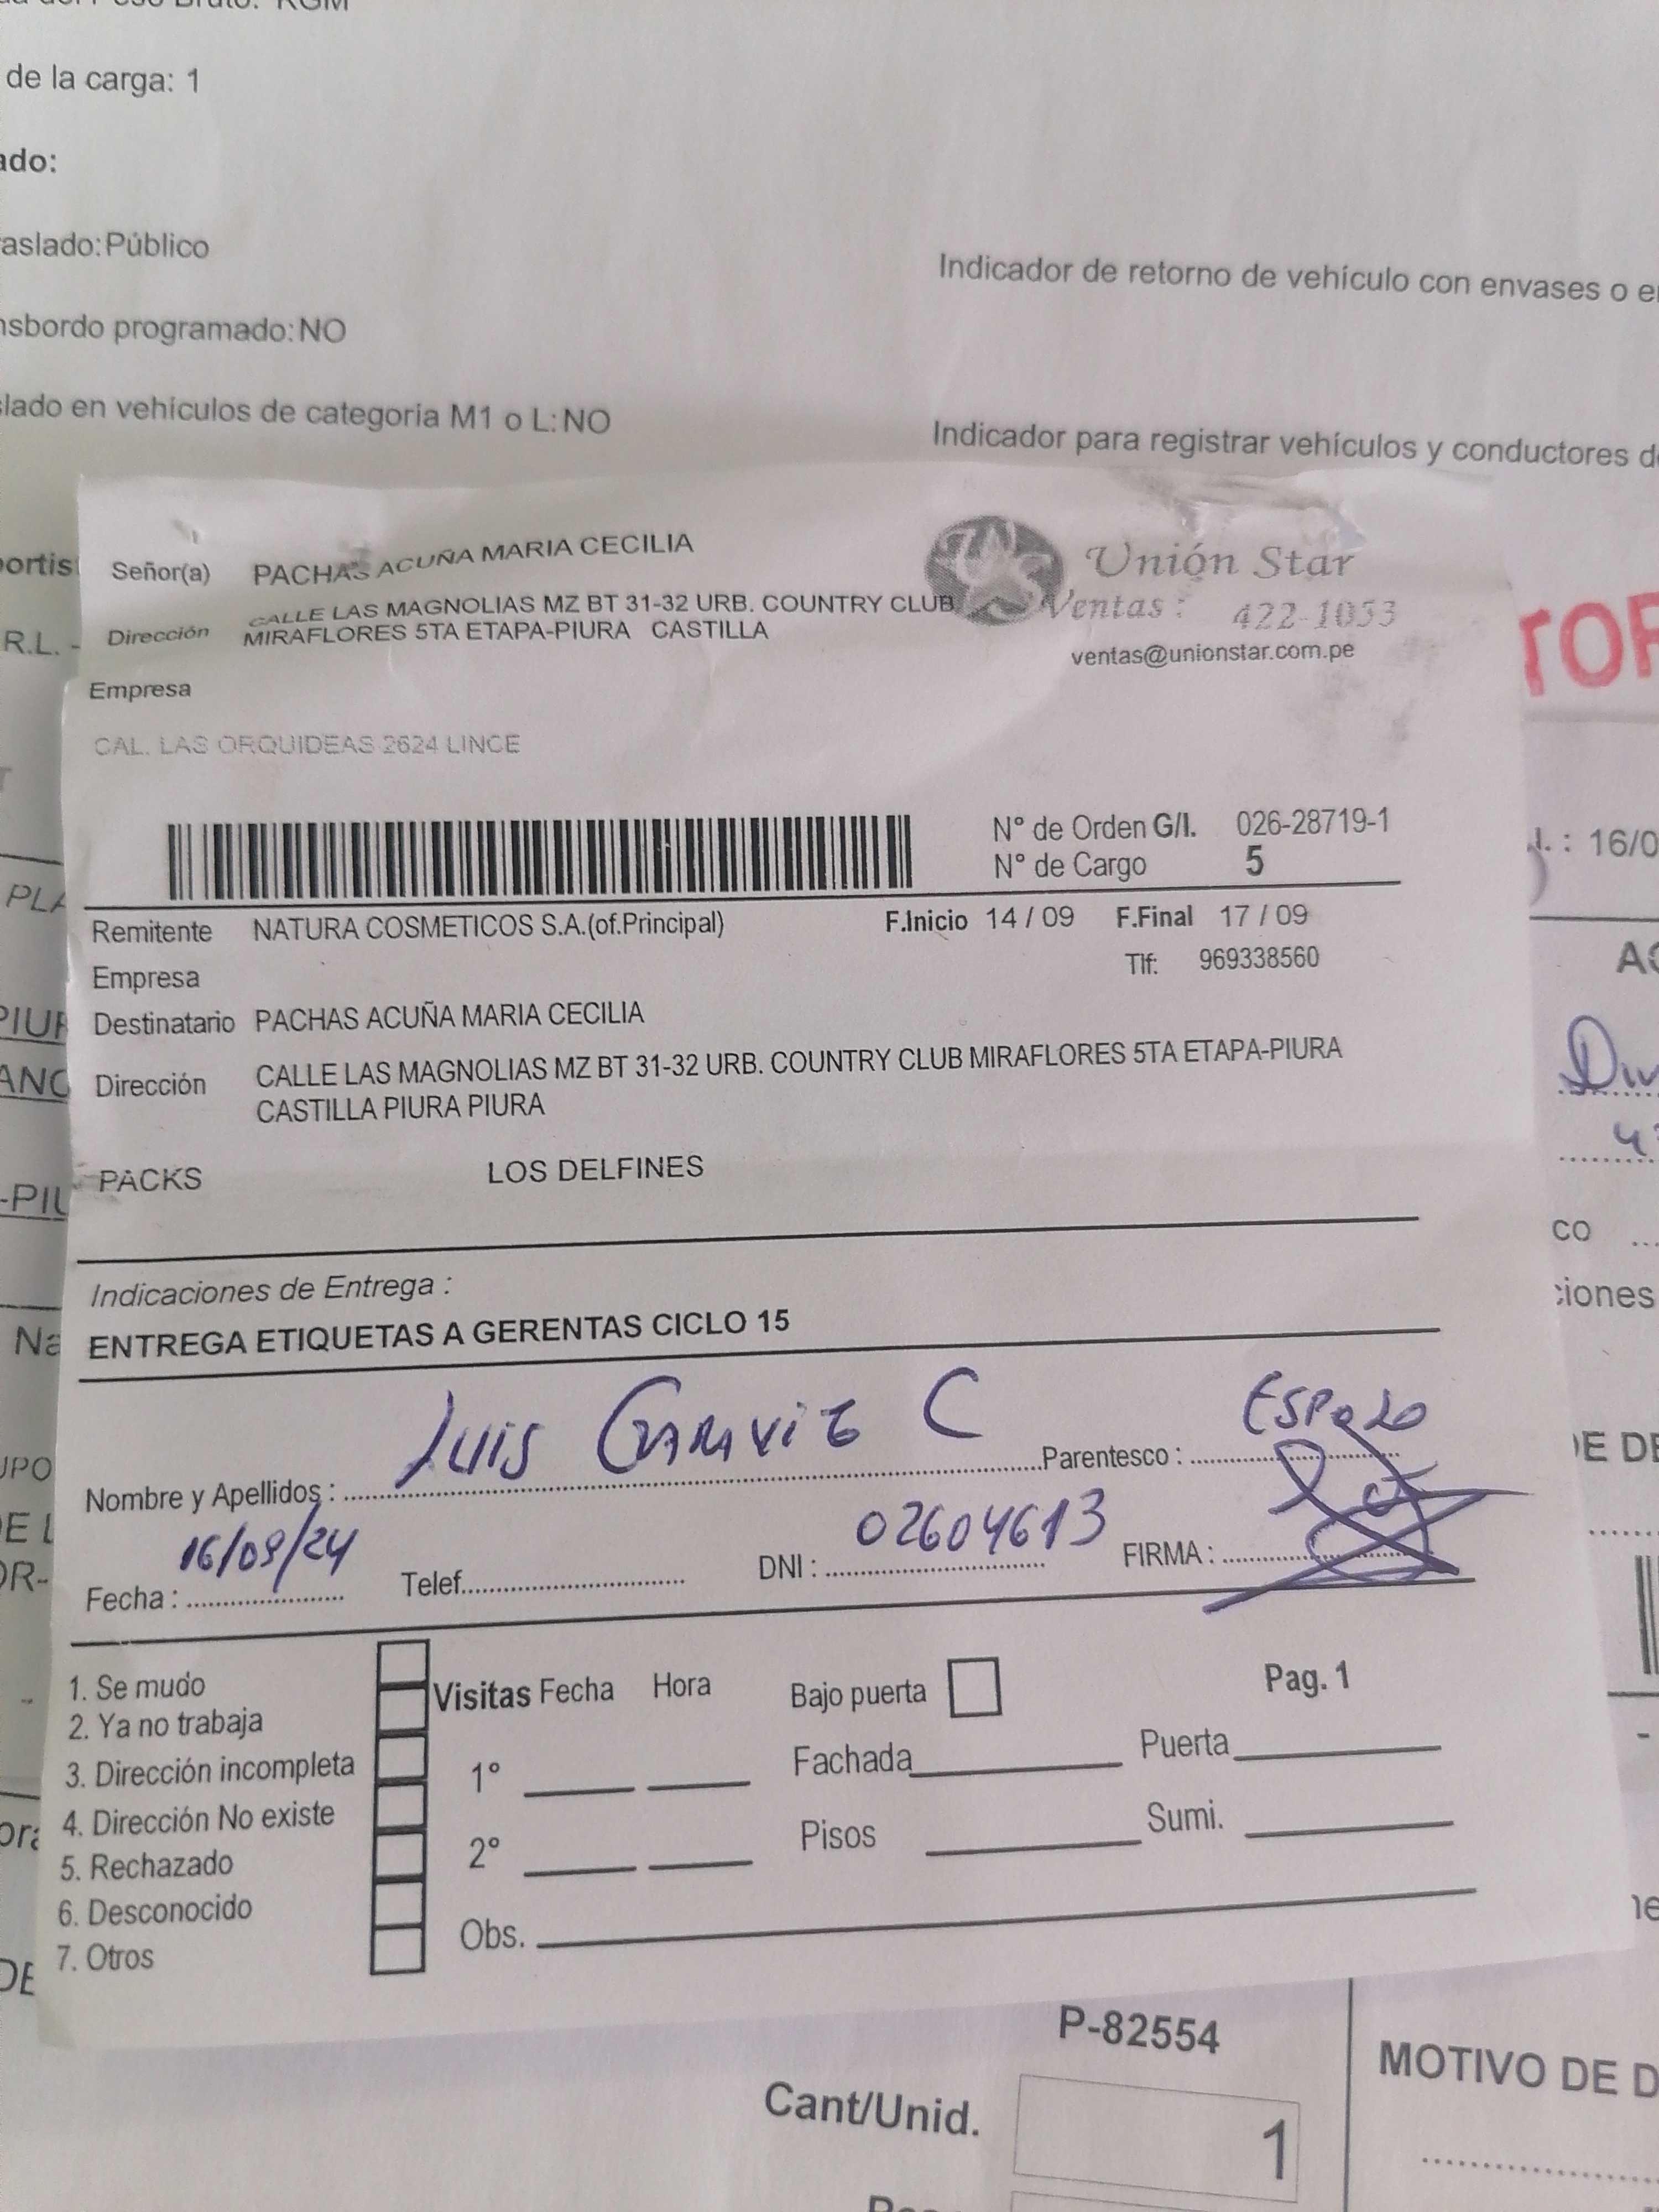 de la carga: 1
Público
programado: NO
en vehículos de categoría M1 o L: NO
Indicador de retorno de vehículo con envases o
Indicador para registrar vehículos y conductores
Señor(a) PACHAS ACUÑA MARIA CECILIA
Dirección CALLE LAS MAGNOLIAS MZ BT 31-32 URB. COUNTRY CLUB
MIRAFLORES 5TA ETAPA-PIURA CASTILLA
Unión Star
Ventas : 422-1053
ventas@unionstar.com.pe
Empresa
CAL. LAS ORQUIDEAS 2624 LINCE
N° de Orden G/I. 026-28719-1
N° de Cargo 5
Remitente NATURA COSMETICOS S.A.(of.Principal) F.Inicio 14 / 09 F.Final 17 / 09
Empresa Tlf: 969338560
Destinatario PACHAS ACUÑA MARIA CECILIA
Dirección CALLE LAS MAGNOLIAS MZ BT 31-32 URB. COUNTRY CLUB MIRAFLORES 5TA ETAPA-PIURA
CASTILLA PIURA PIURA
PACKS LOS DELFINES
Indicaciones de Entrega :
ENTREGA ETIQUETAS A GERENTAS CICLO 15
Nombre y Apellidos : LUIS C Parentesco : ESPOSO
Fecha : 16/09/24 Telef. DNI : 02604613 FIRMA :
1. Se mudo
2. Ya no trabaja
3. Dirección incompleta
4. Dirección No existe
5. Rechazado
6. Desconocido
7. Otros
Visitas Fecha Hora
1°
2°
Obs.
Bajo puerta
Fachada
Pisos
Pag. 1
Puerta
Sumi.
P-82554
Cant/Unid. 1
MOTIVO DE